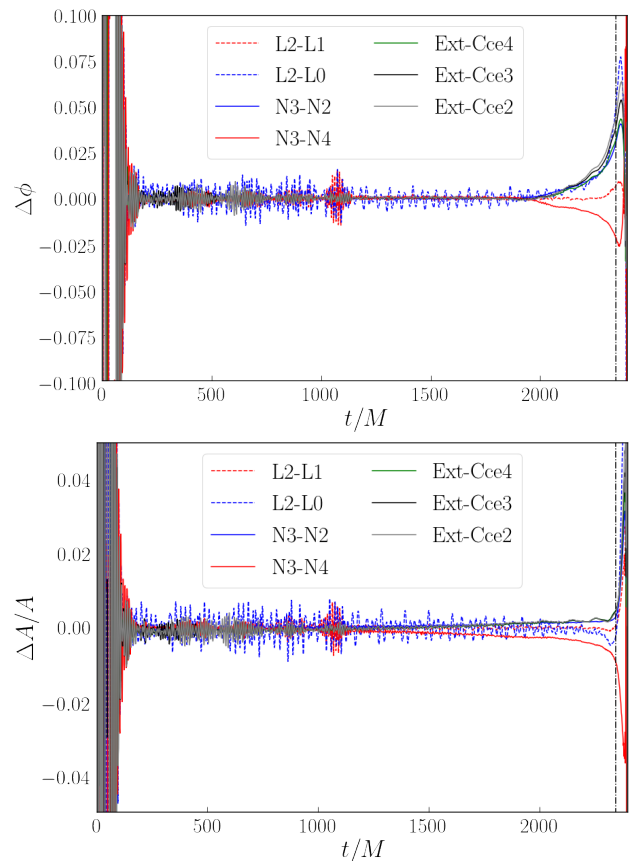 0.100
0.075
0.050
0.025
0.000
−0.025
−0.050
−0.075
−0.100
Δϕ
L2-L1
L2-L0
N3-N2
N3-N4
Ext-Cce4
Ext-Cce3
Ext-Cce2
0 500 1000 1500 2000
t/M
0.04
0.02
0.00
−0.02
−0.04
ΔA/A
L2-L1
L2-L0
N3-N2
N3-N4
Ext-Cce4
Ext-Cce3
Ext-Cce2
0 500 1000 1500 2000
t/M